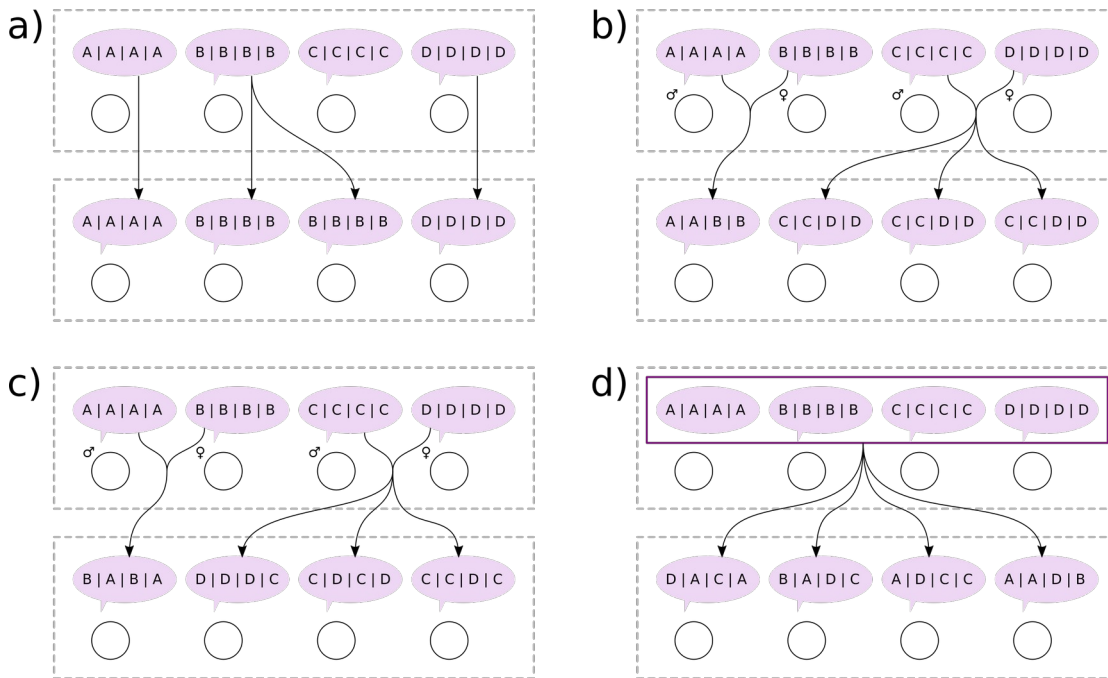 a)
A|A|A|A B|B|B|B C|C|C|C D|D|D|D
A|A|A|A B|B|B|B B|B|B|B D|D|D|D
b)
A|A|A|A B|B|B|B C|C|C|C D|D|D|D
♂ ♀ ♂ ♀
A|A|B|B C|C|D|D C|C|D|D C|C|D|D
c)
A|A|A|A B|B|B|B C|C|C|C D|D|D|D
♂ ♀ ♂ ♀
B|A|B|A D|D|D|C C|D|C|D C|C|D|C
d)
A|A|A|A B|B|B|B C|C|C|C D|D|D|D
D|A|C|A B|A|D|C A|D|C|C A|A|D|B